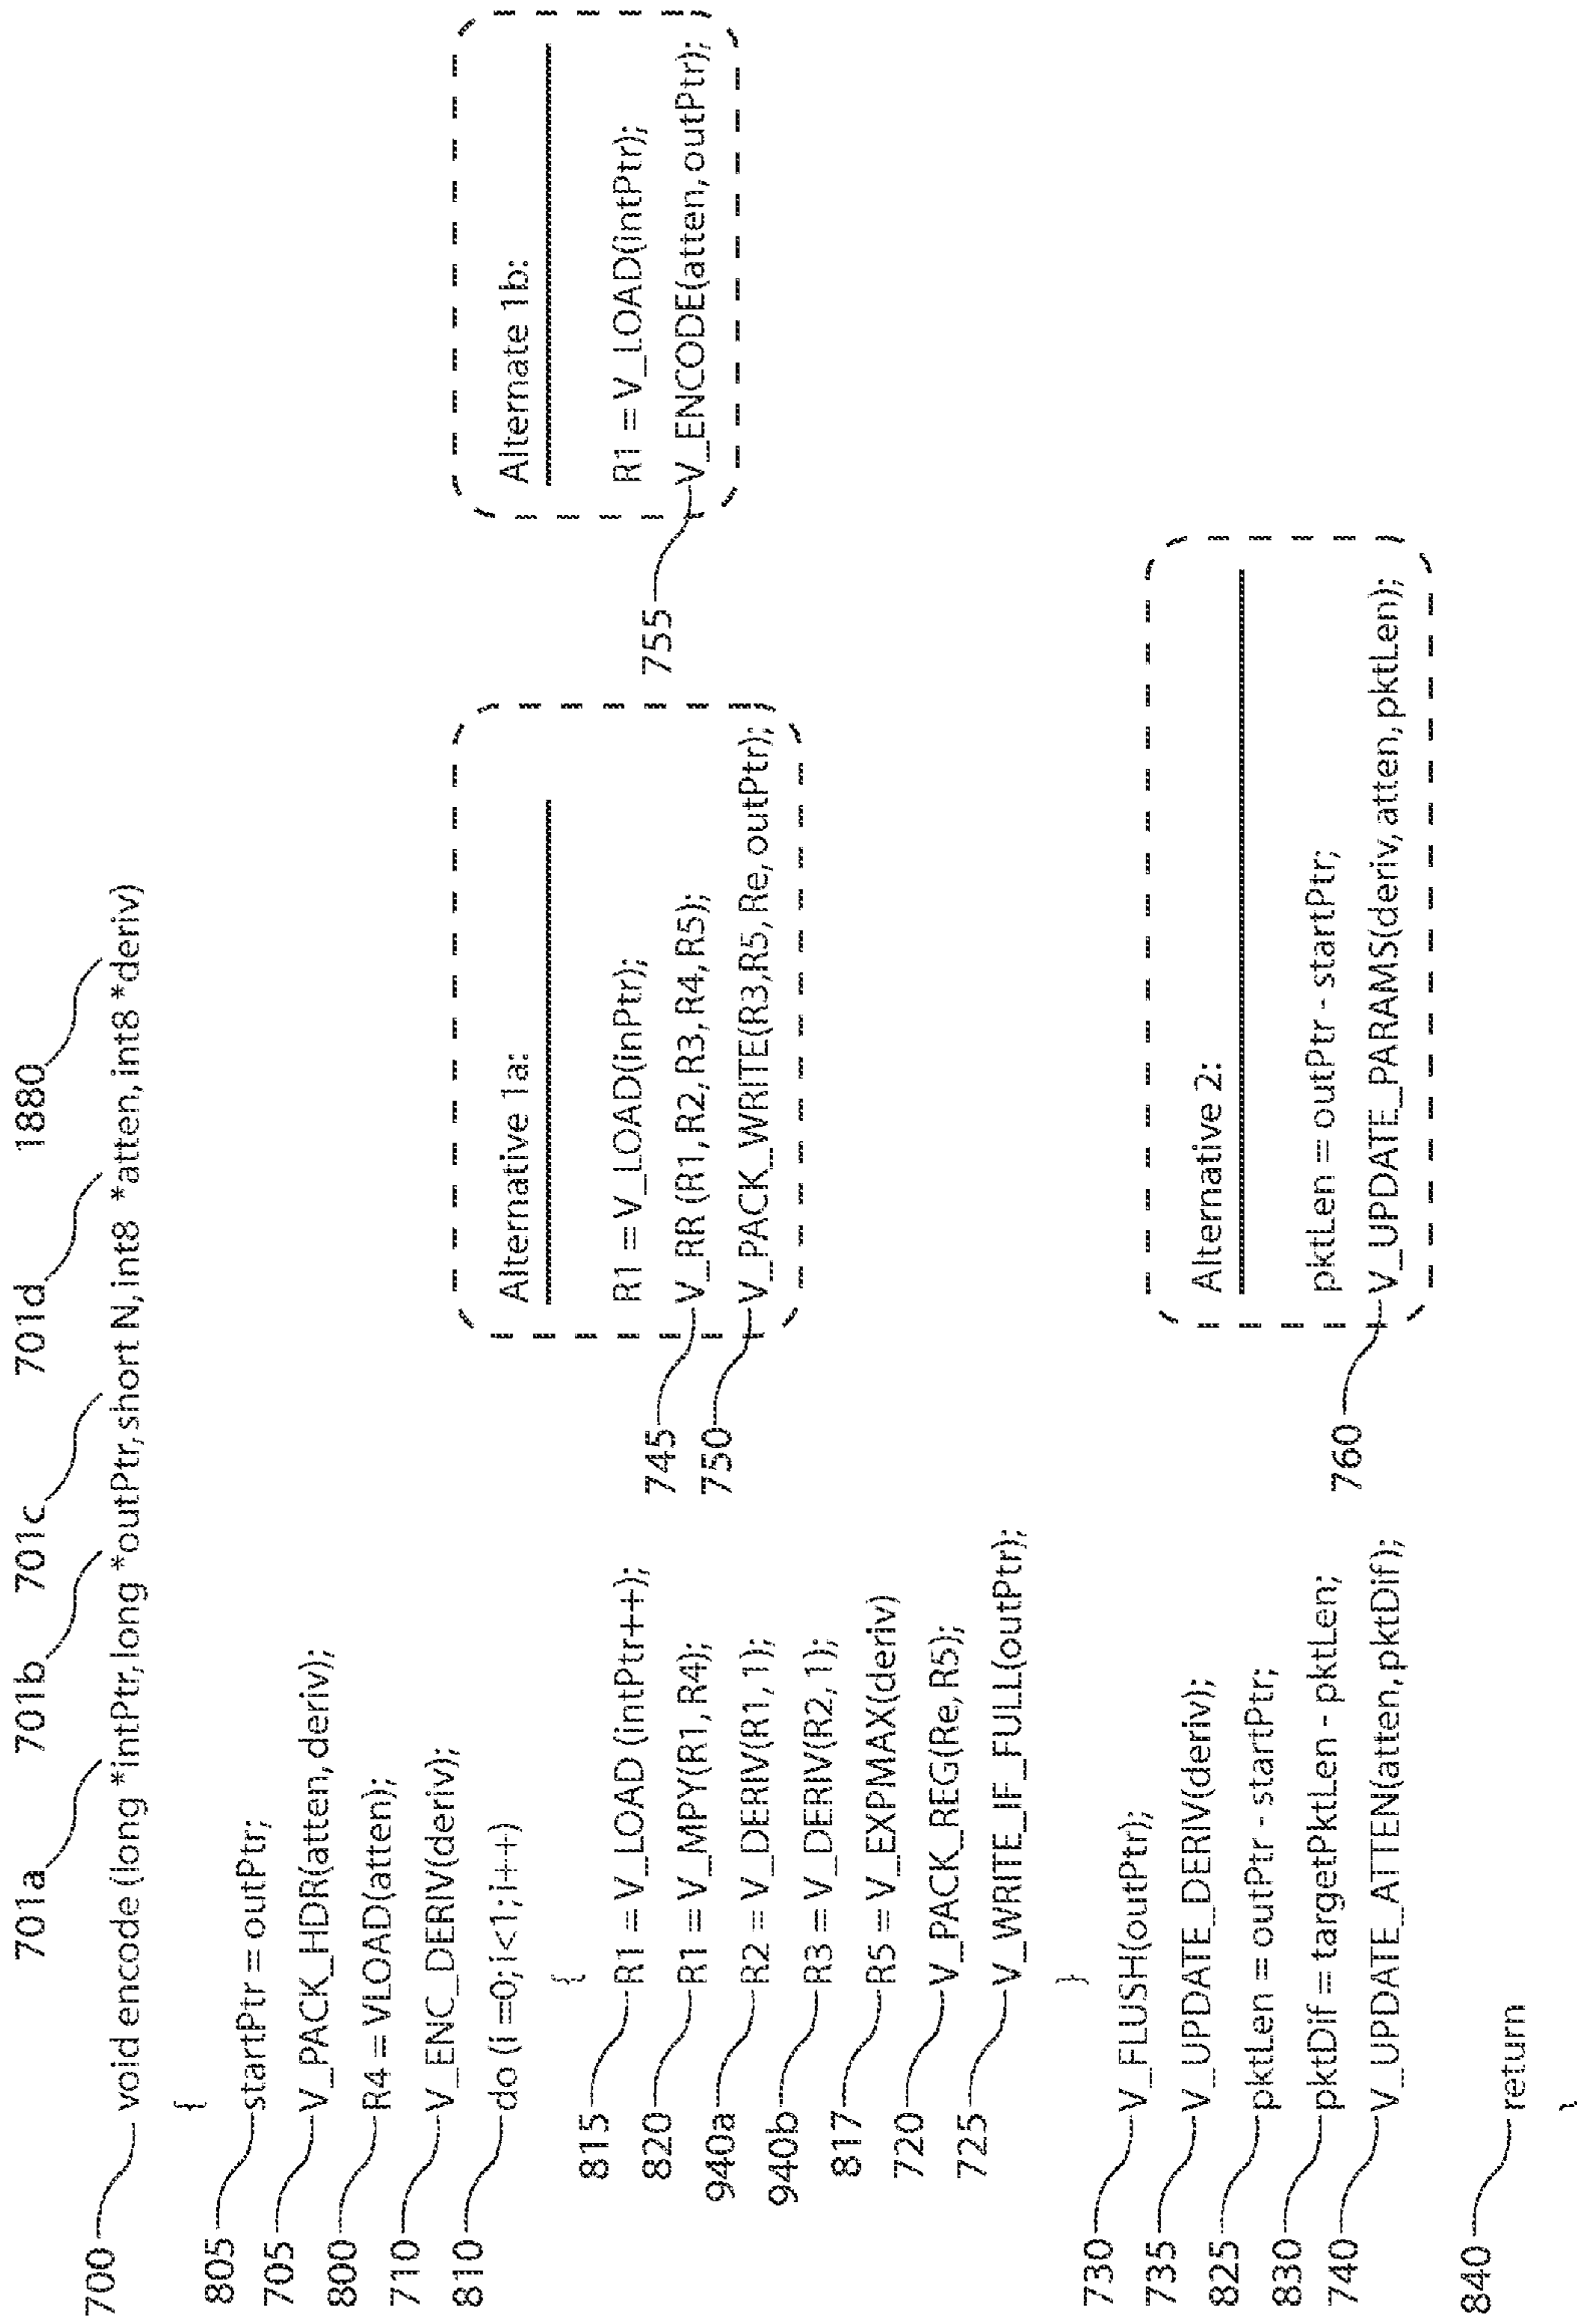 701a 701b 701c 701d 1880
700 void encode (long *intPtr, long *outPtr, short N, int8 *atten, int8 *deriv)
{
805 startPtr = outPtr;
705 V_PACK_HDR(atten, deriv);
800 R4 = VLOAD(atten);
710 V_ENC_DERIV(deriv);
810 do (i =0; i<1; i++)
{
815 R1 = V_LOAD (intPtr++);
820 R1 = V_MPY(R1, R4);
940a R2 = V_DERIV(R1, 1);
940b R3 = V_DERIV(R2, 1);
817 R5 = V_EXPMAX(deriv)
720 V_PACK_REG(Re, R5);
725 V_WRITE_IF_FULL(outPtr);
}
730 V_FLUSH(outPtr);
735 V_UPDATE_DERIV(deriv);
825 pktLen = outPtr - startPtr;
830 pktDif = targetPktLen - pktLen;
740 V_UPDATE_ATTEN(atten, pktDif);
840 return
}
Alternative 1a:
R1 = V_LOAD(inPtr);
745 V_RR (R1, R2, R3, R4, R5);
750 V_PACK_WRITE(R3, R5, Re, outPtr);
Alternate 1b:
R1 = V_LOAD(intPtr);
755 V_ENCODE(atten, outPtr);
Alternative 2:
pktLen = outPtr - startPtr;
760 V_UPDATE_PARAMS(deriv, atten, pktLen);